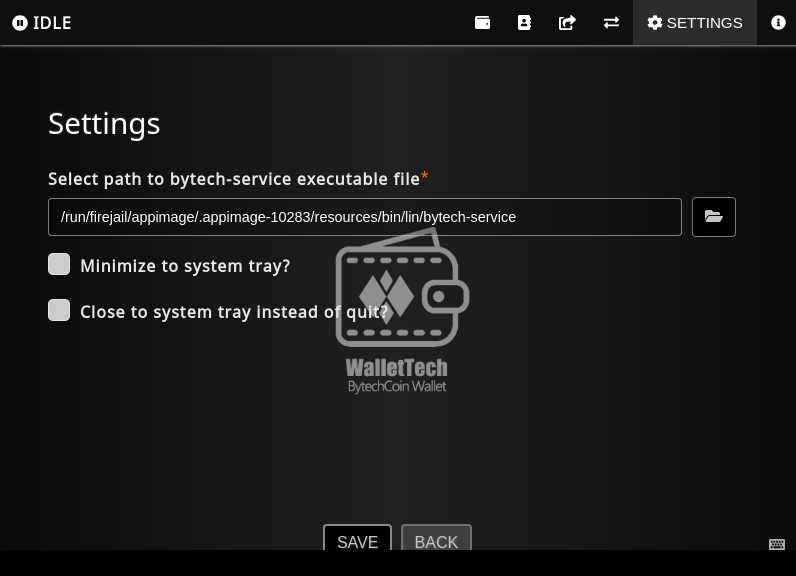 IDLE
SETTINGS
Settings
Select path to bytech-service executable file*
/run/firejail/appimage/.appimage-10283/resources/bin/lin/bytech-service
Minimize to system tray?
Close to system tray instead of quit?
WalletTech
BytechCoin Wallet
SAVE
BACK